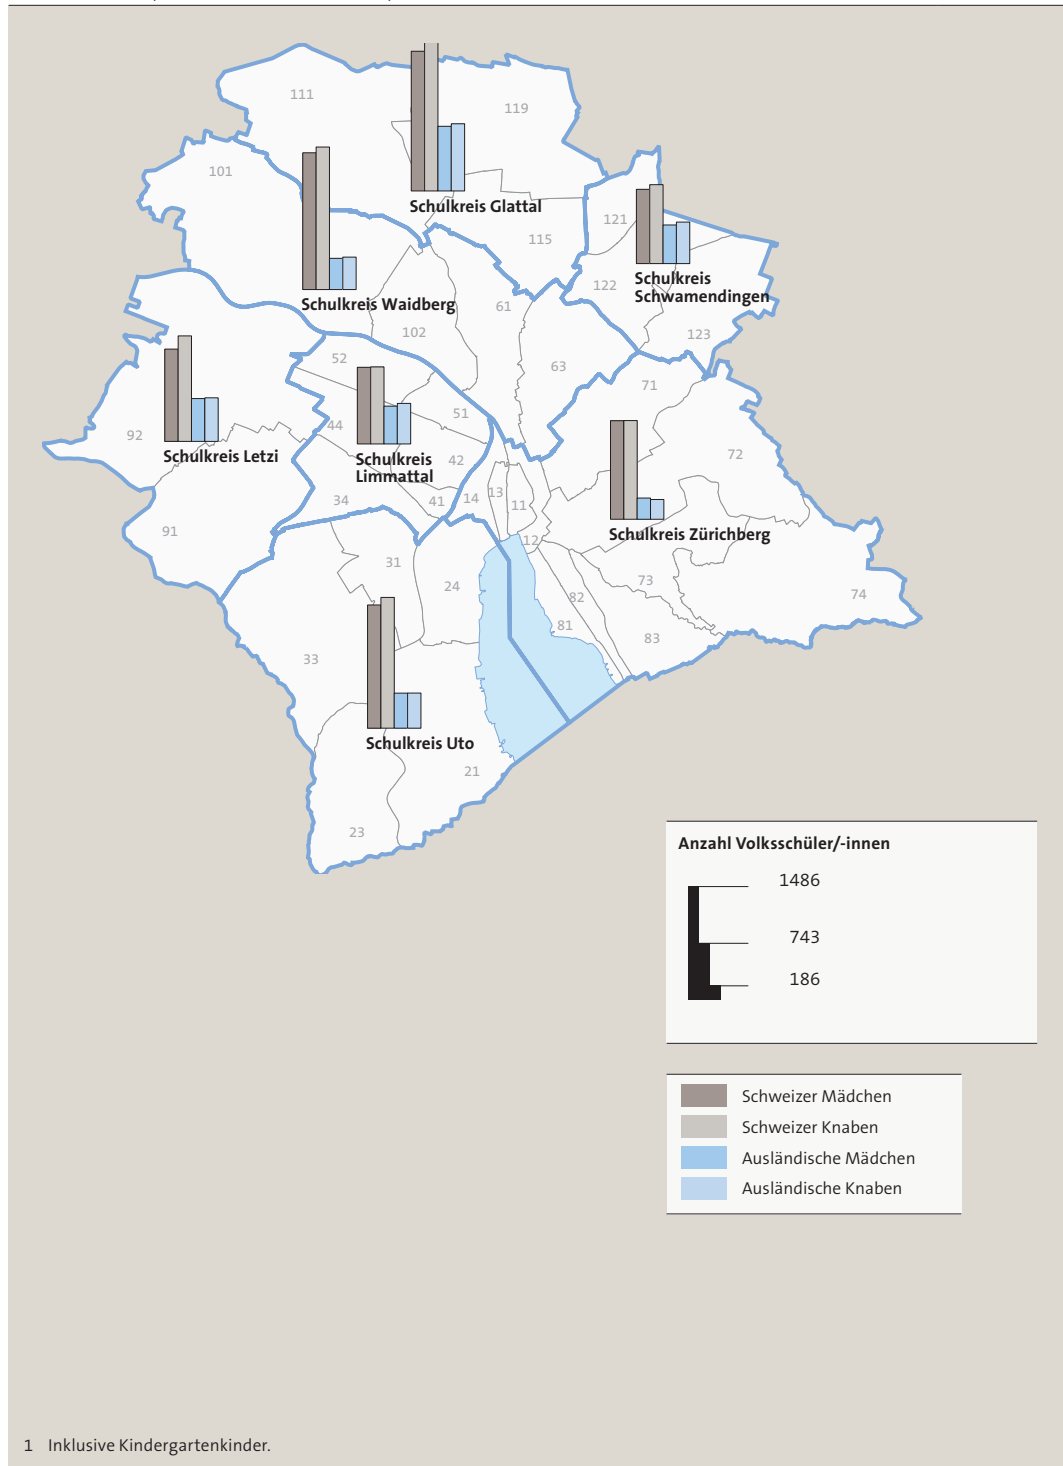 111
119
101
Schulkreis Glattal
121
115
Schulkreis
Schwamendingen
122
Schulkreis Waidberg
61
102
123
52
63
71
51
44
92
72
Schulkreis Letzi
Schulkreis
Limmattal
42
34
41
14
13
11
91
Schulkreis Zürichberg
12
31
24
73
82
74
81
83
33
Schulkreis Uto
21
23
Anzahl Volksschüler/-innen
1486
743
186
Schweizer Mädchen
Schweizer Knaben
Ausländische Mädchen
Ausländische Knaben
1 Inklusive Kindergartenkinder.